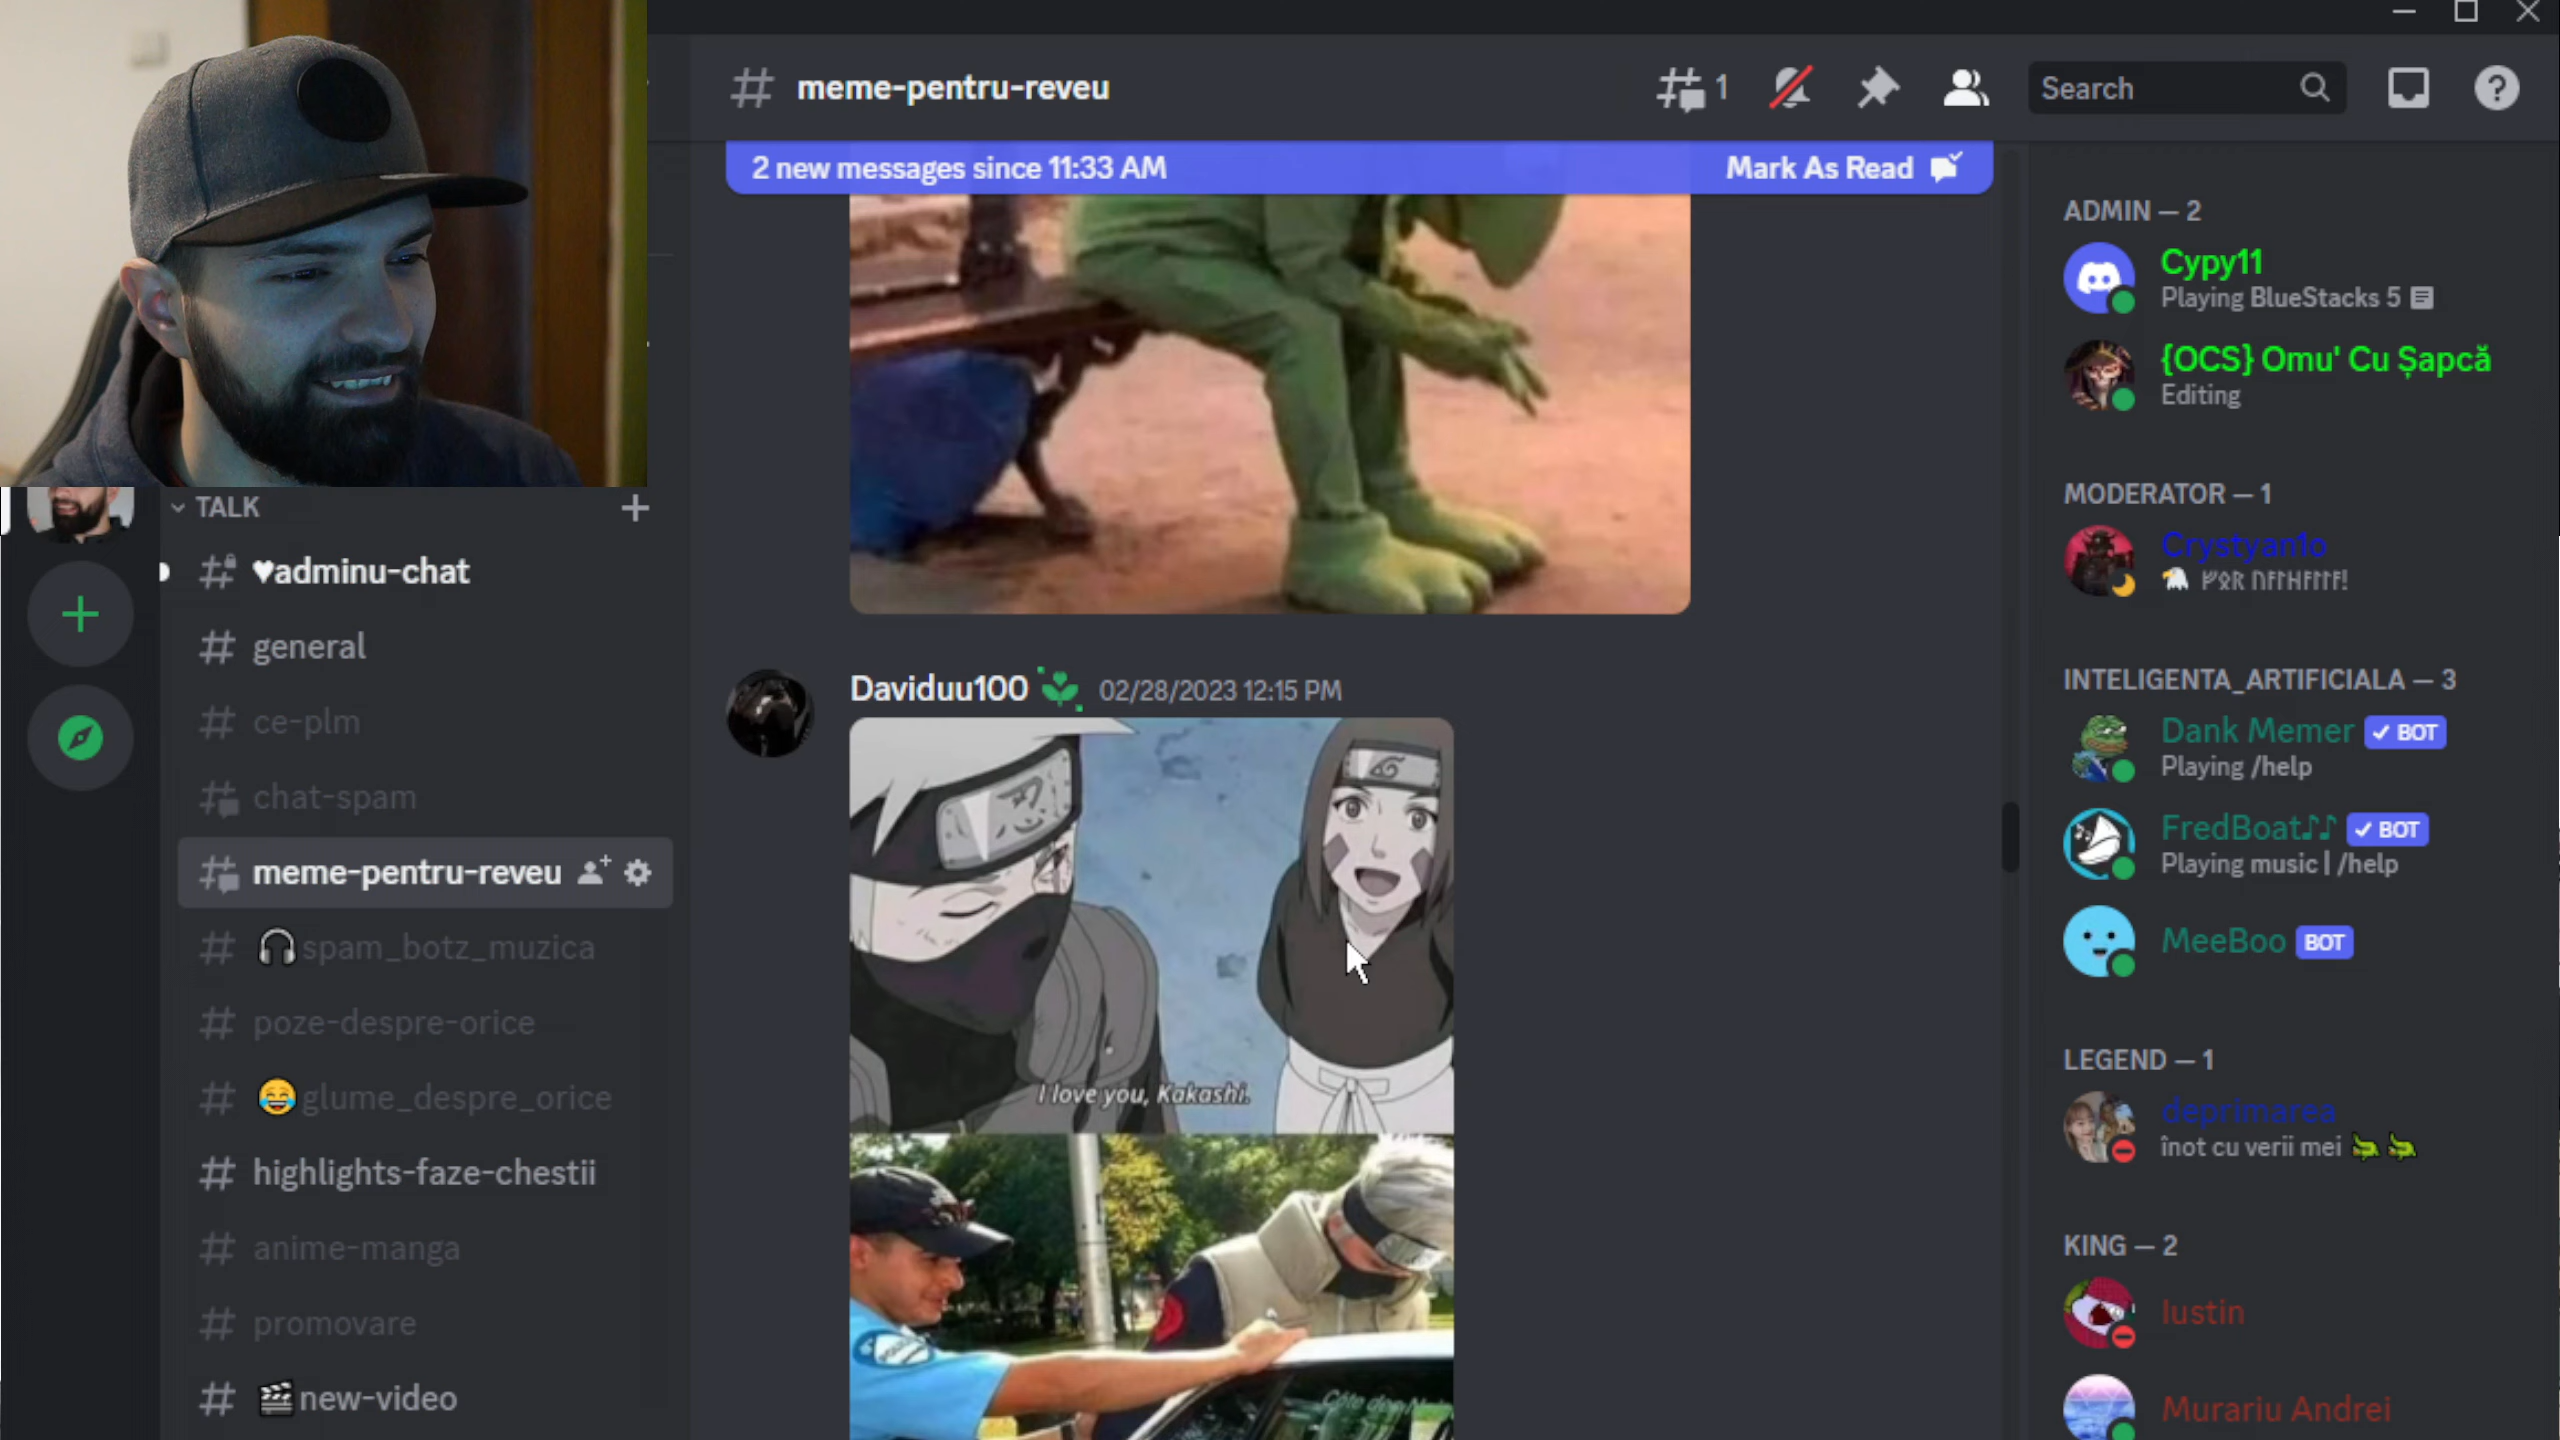 meme-pentru-reveu
1
Search
2 new messages since 11:33 AM
Mark As Read
TALK
♥adminu-chat
general
ce-plm
chat-spam
meme-pentru-reveu
🎧spam_botz_muzica
poze-despre-orice
😂glume_despre_orice
highlights-faze-chestii
anime-manga
promovare
🎬new-video
Daviduu100 02/28/2023 12:15 PM
I love you, Kakashi.
ADMIN — 2
Cypy11
Playing BlueStacks 5
{OCS} Omu' Cu Șapcă
Editing
MODERATOR — 1
Crystyan1o
INTELIGENTA_ARTIFICIALA — 3
Dank Memer ✓ BOT
Playing /help
FredBoat♪♪ ✓ BOT
Playing music | /help
MeeBoo BOT
LEGEND — 1
deprimarea
înot cu verii mei
KING — 2
Iustin
Murariu Andrei